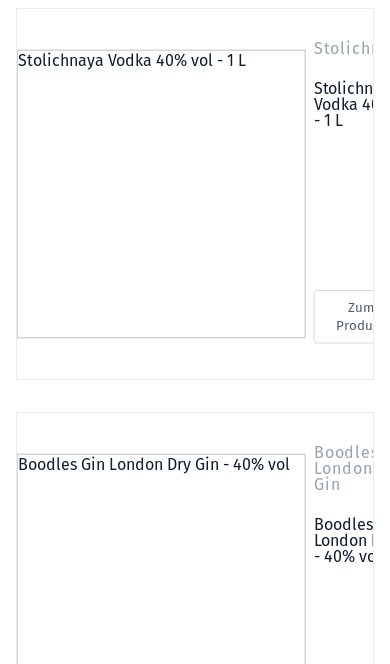 Stolichnaya Vodka 40% vol - 1 L
Stolichn
Stolichn
Vodka 4
- 1 L
Zum
Produ
Boodles Gin London Dry Gin - 40% vol
Boodles
London
Gin
Boodles
London
- 40% vo